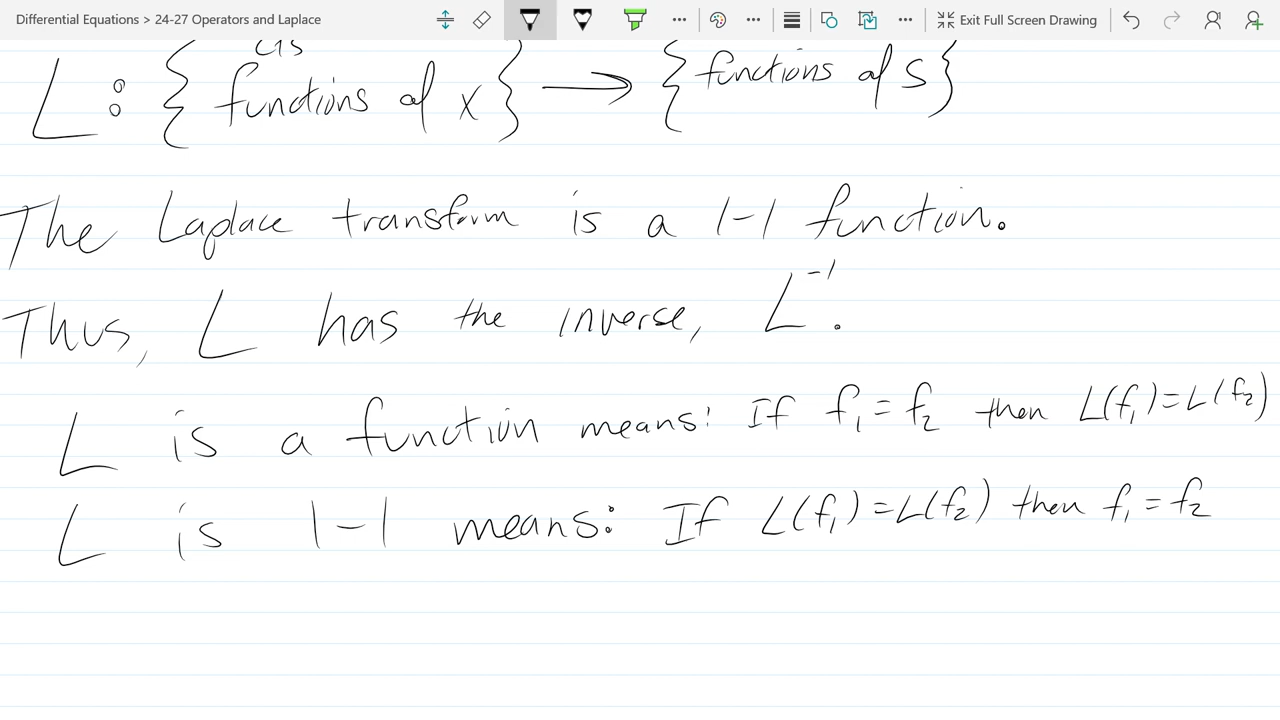 Differential Equations > 24-27 Operators and Laplace
Exit Full Screen Drawing
cts
L : { functions of x } → { functions of s }
The Laplace transform is a 1-1 function.
Thus, L has the inverse, L⁻¹.
L is a function means: If f₁ = f₂ then L(f₁) = L(f₂)
L is 1-1 means: If L(f₁) = L(f₂) then f₁ = f₂